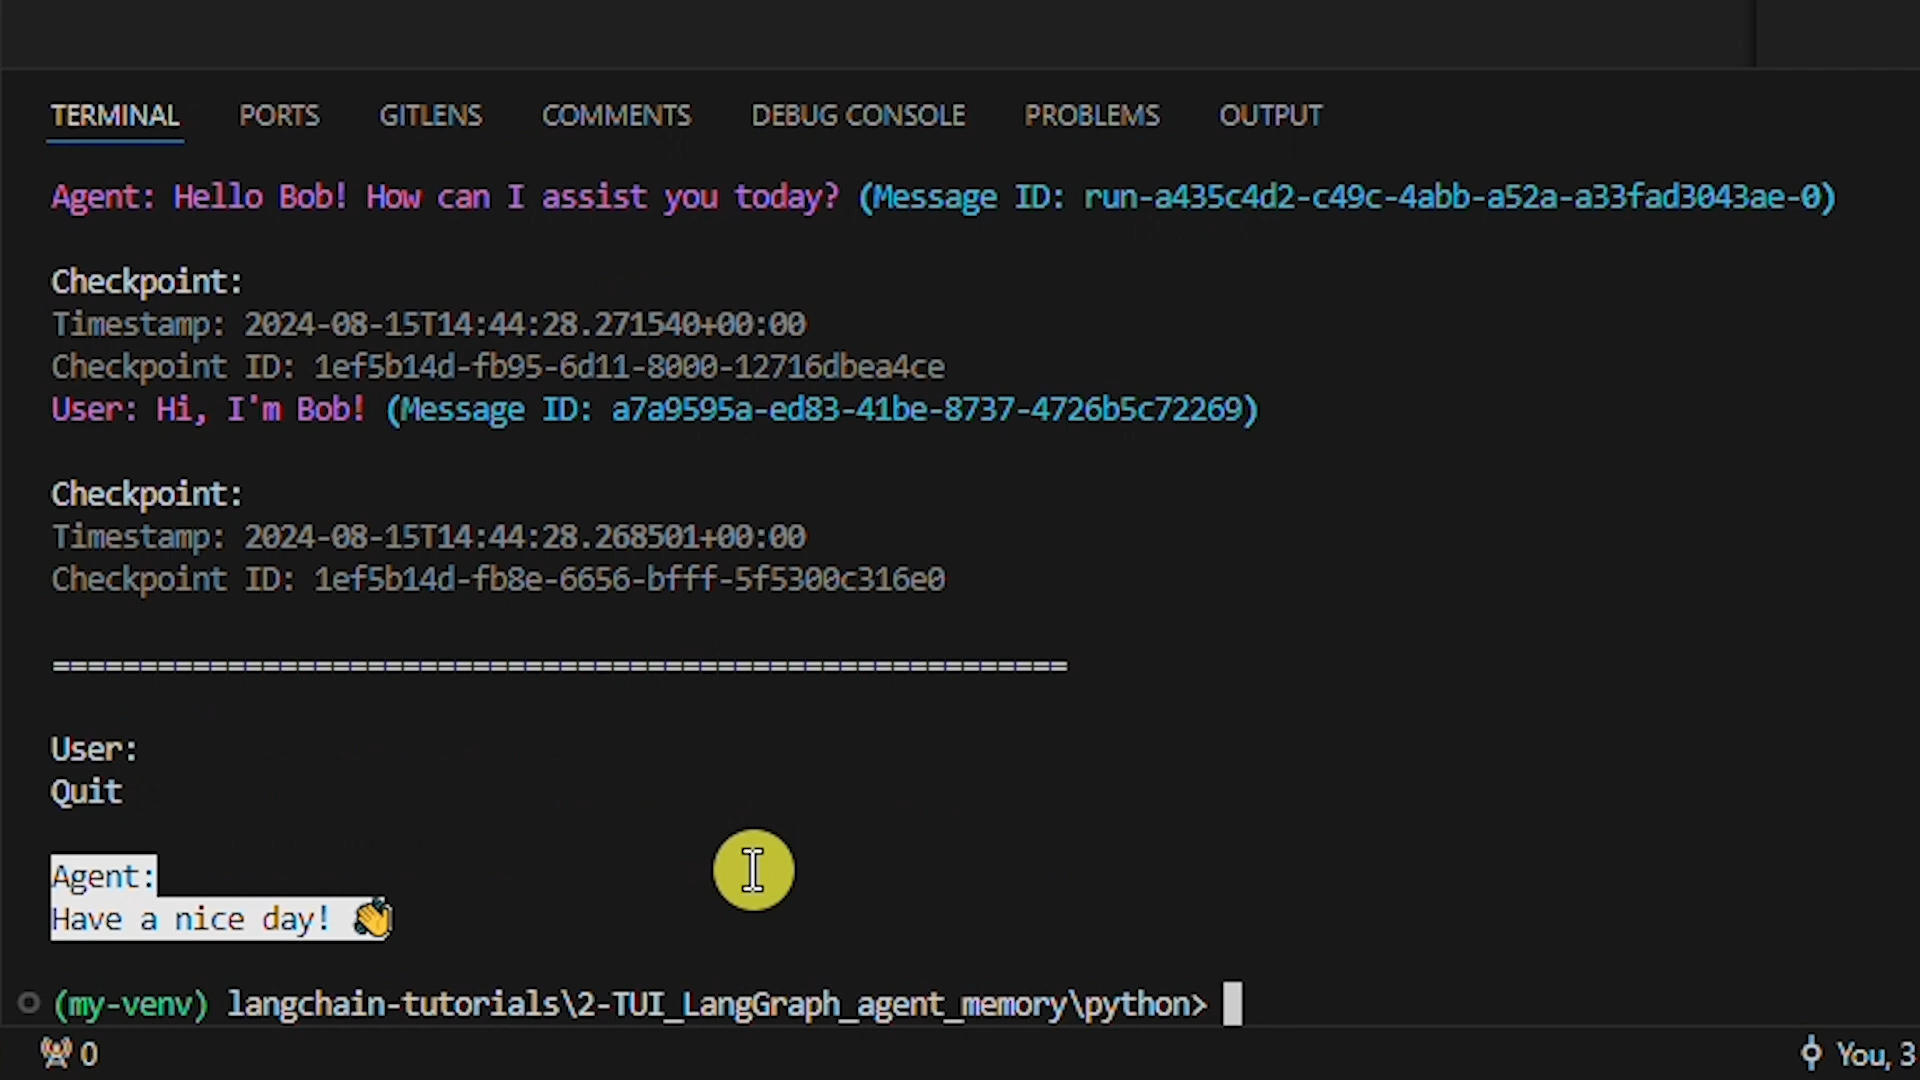 TERMINAL PORTS GITLENS COMMENTS DEBUG CONSOLE PROBLEMS OUTPUT
Agent: Hello Bob! How can I assist you today? (Message ID: run-a435c4d2-c49c-4abb-a52a-a33fad3043ae-0)
Checkpoint:
Timestamp: 2024-08-15T14:44:28.271540+00:00
Checkpoint ID: 1ef5b14d-fb95-6d11-8000-12716dbea4ce
User: Hi, I'm Bob! (Message ID: a7a9595a-ed83-41be-8737-4726b5c72269)
Checkpoint:
Timestamp: 2024-08-15T14:44:28.268501+00:00
Checkpoint ID: 1ef5b14d-fb8e-6656-bfff-5f5300c316e0
==========================================================
User:
Quit
Agent:
Have a nice day! 👋
(my-venv) langchain-tutorials\2-TUI_LangGraph_agent_memory\python>
0
You, 3